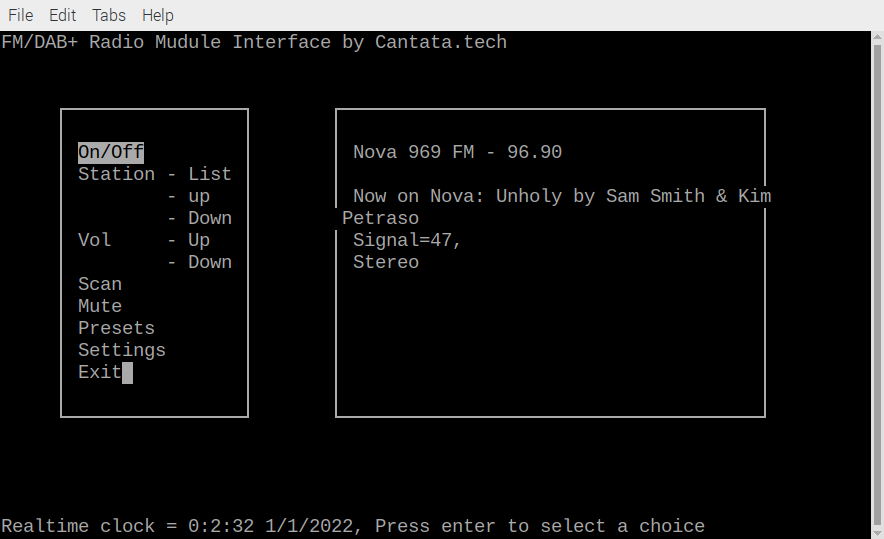 File Edit Tabs Help
FM/DAB+ Radio Mudule Interface by Cantata.tech
On/Off
Station - List
- up
- Down
Vol - Up
- Down
Scan
Mute
Presets
Settings
Exit
Nova 969 FM - 96.90
Now on Nova: Unholy by Sam Smith & Kim
Petraso
Signal=47,
Stereo
Realtime clock = 0:2:32 1/1/2022, Press enter to select a choice